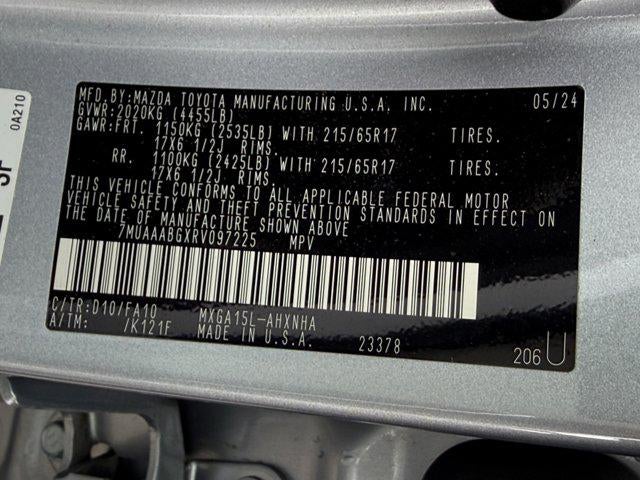 MFD. BY:MAZDA TOYOTA MANUFACTURING U.S.A. INC. 05/24
GVWR: 2020KG (4455LB)
GAWR: FRT. 1150KG (2535LB) WITH 215/65R17 TIRES.
17X6 1/2J RIMS.
RR. 1100KG (2425LB) WITH 215/65R17 TIRES.
17X6 1/2J RIMS.
THIS VEHICLE CONFORMS TO ALL APPLICABLE FEDERAL MOTOR
VEHICLE SAFETY AND THEFT PREVENTION STANDARDS IN EFFECT ON
THE DATE OF MANUFACTURE SHOWN ABOVE
7MUAAABGXRV097225 MPV
C/TR:D10/FA10 MXGA15L-AHXNHA
A/TM: /K121F MADE IN U.S.A. 23378
206 U
0A210